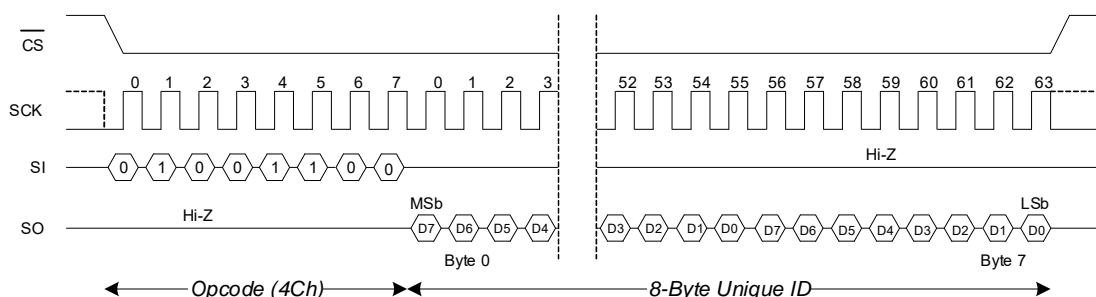 CS
0 1 2 3 4 5 6 7 0 1 2 3 52 53 54 55 56 57 58 59 60 61 62 63
SCK
Hi-Z
SI 0 1 0 0 1 1 0 0
Hi-Z MSb LSb
SO D7 D6 D5 D4 D3 D2 D1 D0 D7 D6 D5 D4 D3 D2 D1 D0
Byte 0 Byte 7
Opcode (4Ch) 8-Byte Unique ID